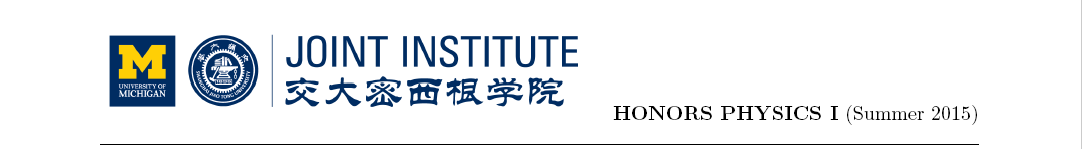 JOINT INSTITUTE
交大密西根学院
UNIVERSITY OF
MICHIGAN
HONORS PHYSICS I (Summer 2015)